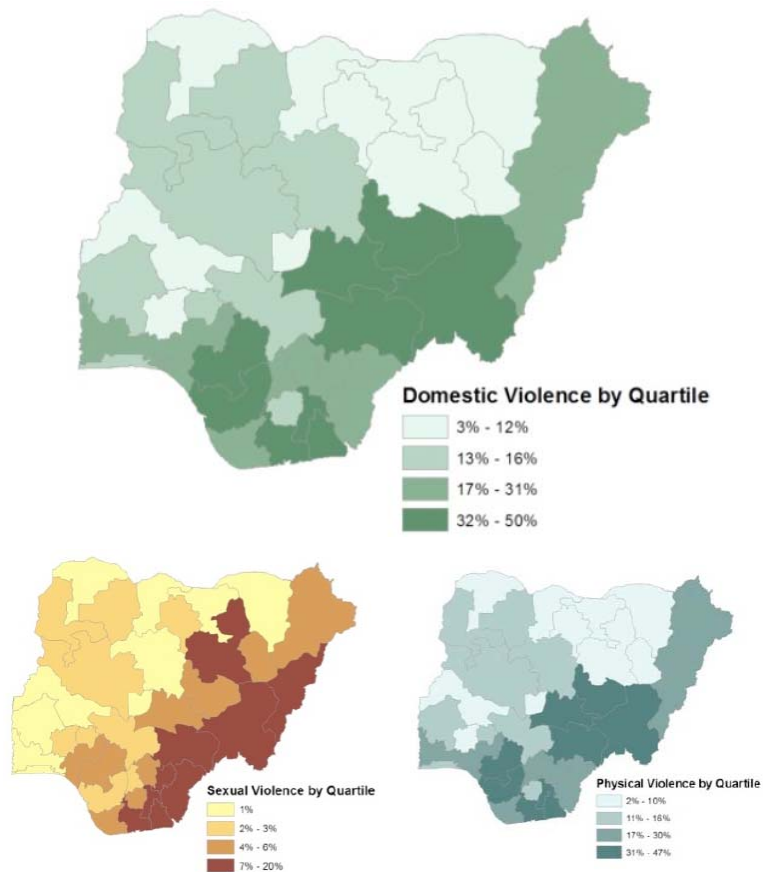 Domestic Violence by Quartile
3% - 12%
13% - 16%
17% - 31%
32% - 50%
Sexual Violence by Quartile
1%
2% - 3%
4% - 6%
7% - 20%
Physical Violence by Quartile
2% - 10%
11% - 16%
17% - 30%
31% - 47%